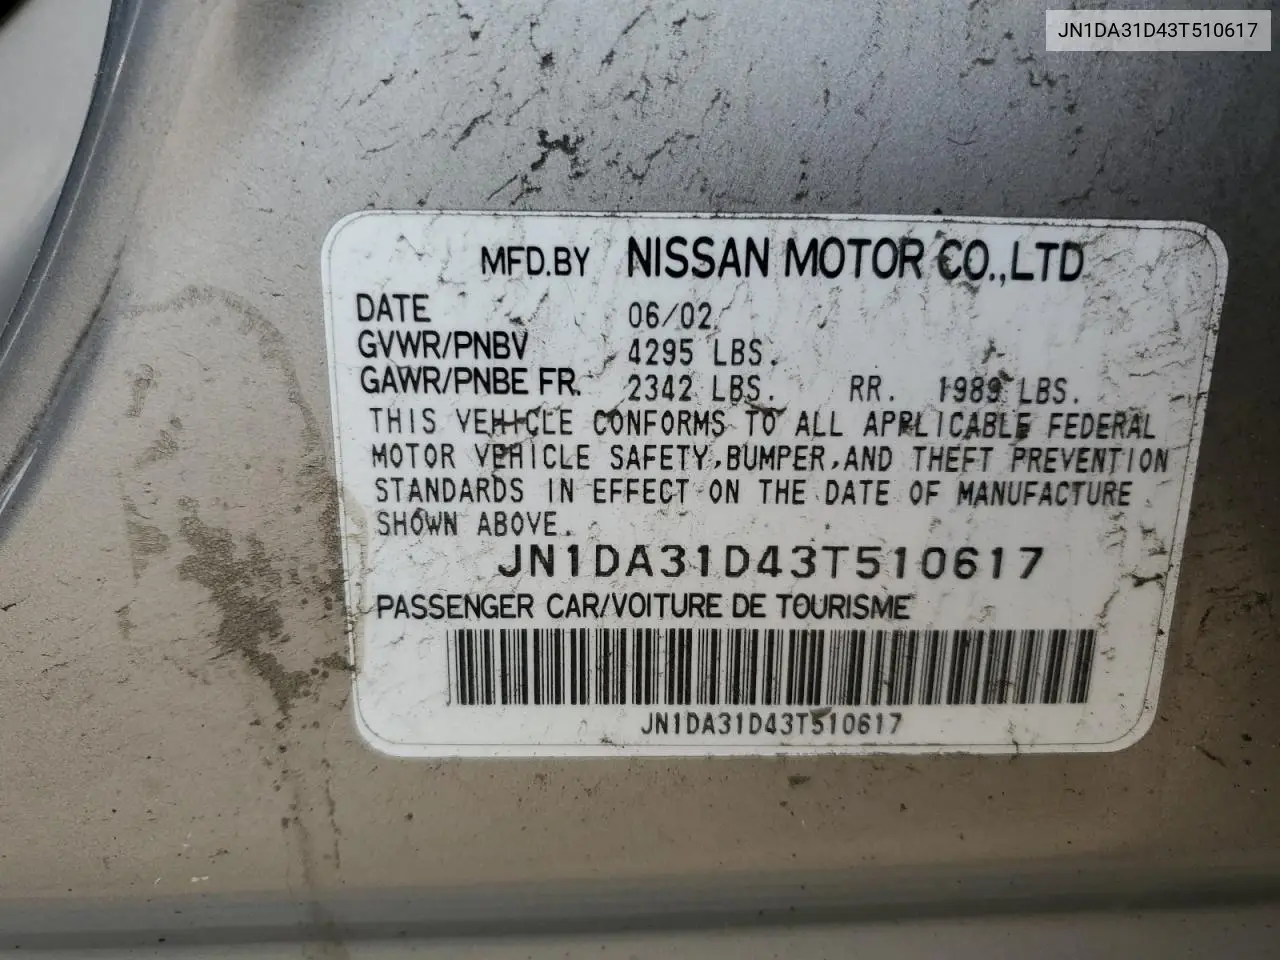 JN1DA31D43T510617
MFD.BY NISSAN MOTOR CO.,LTD
DATE 06/02
GVWR/PNBV 4295 LBS.
GAWR/PNBE FR. 2342 LBS. RR. 1989 LBS.
THIS VEHICLE CONFORMS TO ALL APPLICABLE FEDERAL
MOTOR VEHICLE SAFETY,BUMPER,AND THEFT PREVENTION
STANDARDS IN EFFECT ON THE DATE OF MANUFACTURE
SHOWN ABOVE.
JN1DA31D43T510617
PASSENGER CAR/VOITURE DE TOURISME
JN1DA31D43T510617